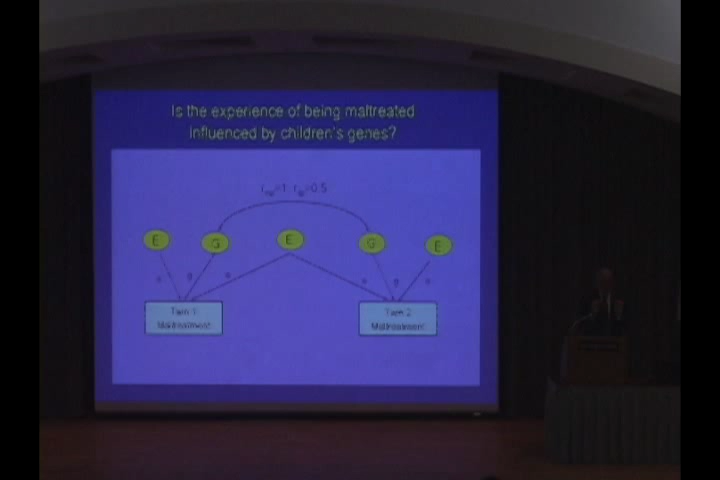 Is the experience of being maltreated
influenced by children's genes?
E G E G E
Twin 1 Twin 2
Maltreatment Maltreatment